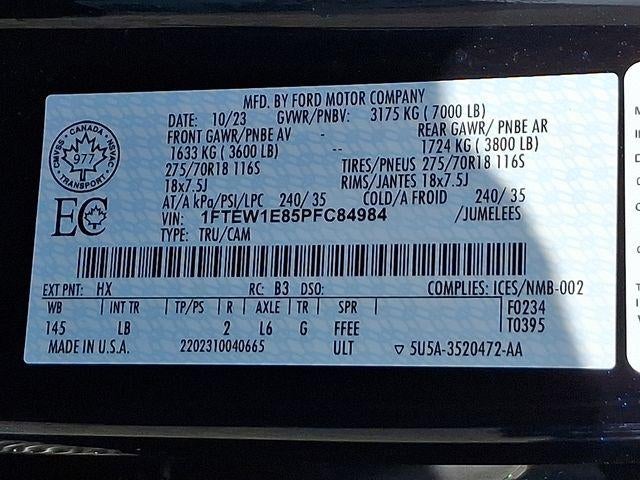 MFD. BY FORD MOTOR COMPANY
DATE: 10/23 GVWR/PNBV: 3175 KG ( 7000 LB)
FRONT GAWR/PNBE AV - REAR GAWR/ PNBE AR
1633 KG ( 3600 LB) - 1724 KG ( 3800 LB)
275/70R18 116S TIRES/PNEUS 275/70R18 116S
18x7.5J RIMS/JANTES 18x7.5J
AT/A kPa/PSI/LPC 240/ 35 COLD/A FROID 240/ 35
VIN: 1FTEW1E85PFC84984 /JUMELEES
TYPE: TRU/CAM
CANADA
CMVSS NSVAC
977
TRANSPORT
EC
EXT PNT: HX RC: B3 DSO: COMPLIES: ICES/NMB-002
WB INT TR TP/PS R AXLE TR SPR F0234
145 LB 2 L6 G FFEE T0395
MADE IN U.S.A. 2202310040665 ULT ▽ 5U5A-3520472-AA